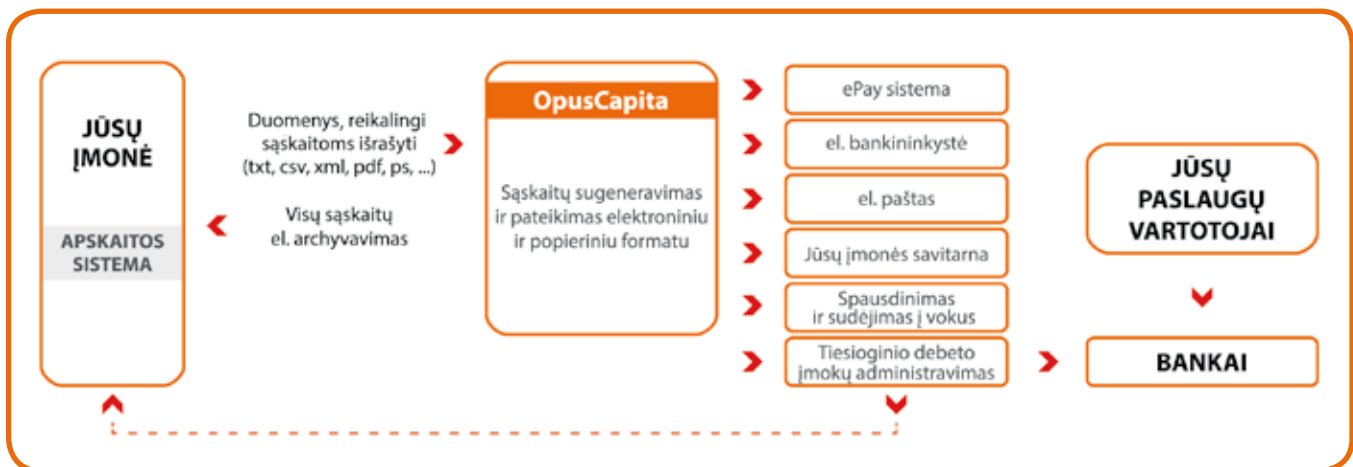 JŪSŲ
ĮMONĖ
APSKAITOS
SISTEMA
Duomenys, reikalingi
sąskaitoms išrašyti
(txt, csv, xml, pdf, ps, ...)
Visų sąskaitų
el. archyvavimas
OpusCapita
Sąskaitų sugeneravimas
ir pateikimas elektroniniu
ir popieriniu formatu
ePay sistema
el. bankininkystė
el. paštas
Jūsų įmonės savitarna
Spausdinimas
ir sudėjimas į vokus
Tiesioginio debeto
įmokų administravimas
JŪSŲ
PASLAUGŲ
VARTOTOJAI
BANKAI